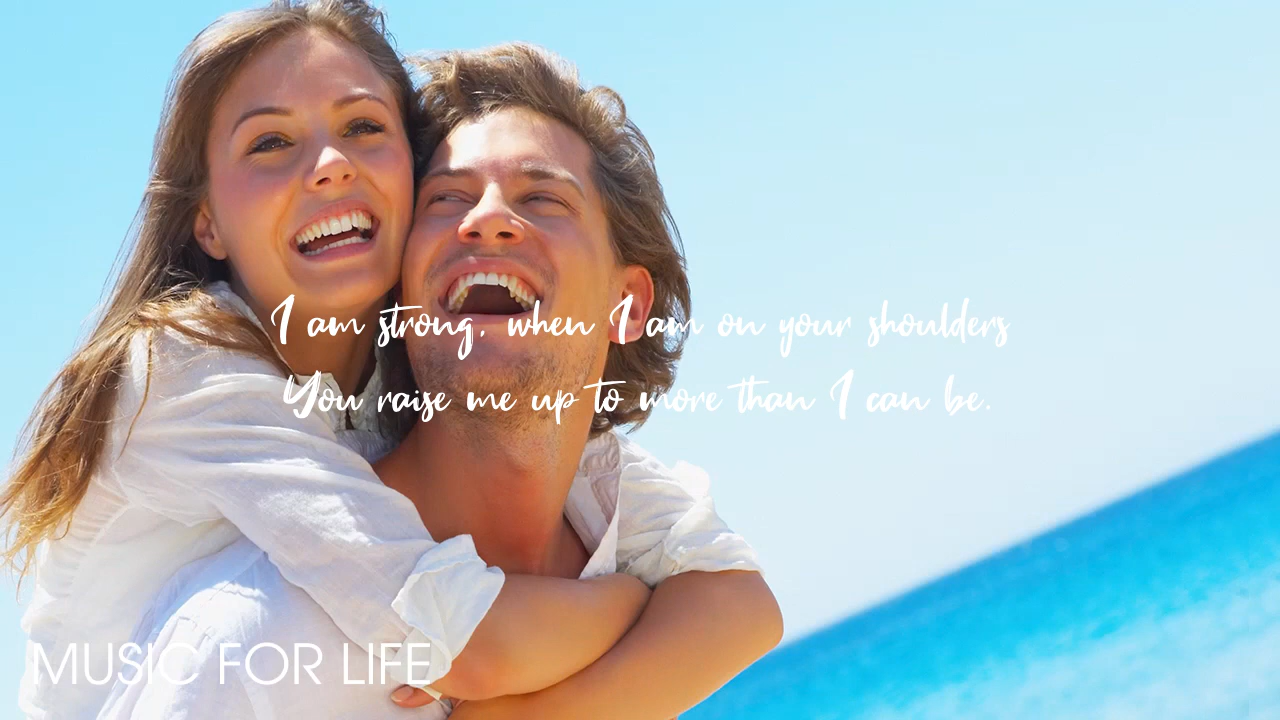 I am strong, when I am on your shoulders
You raise me up to more than I can be.
MUSIC FOR LIFE